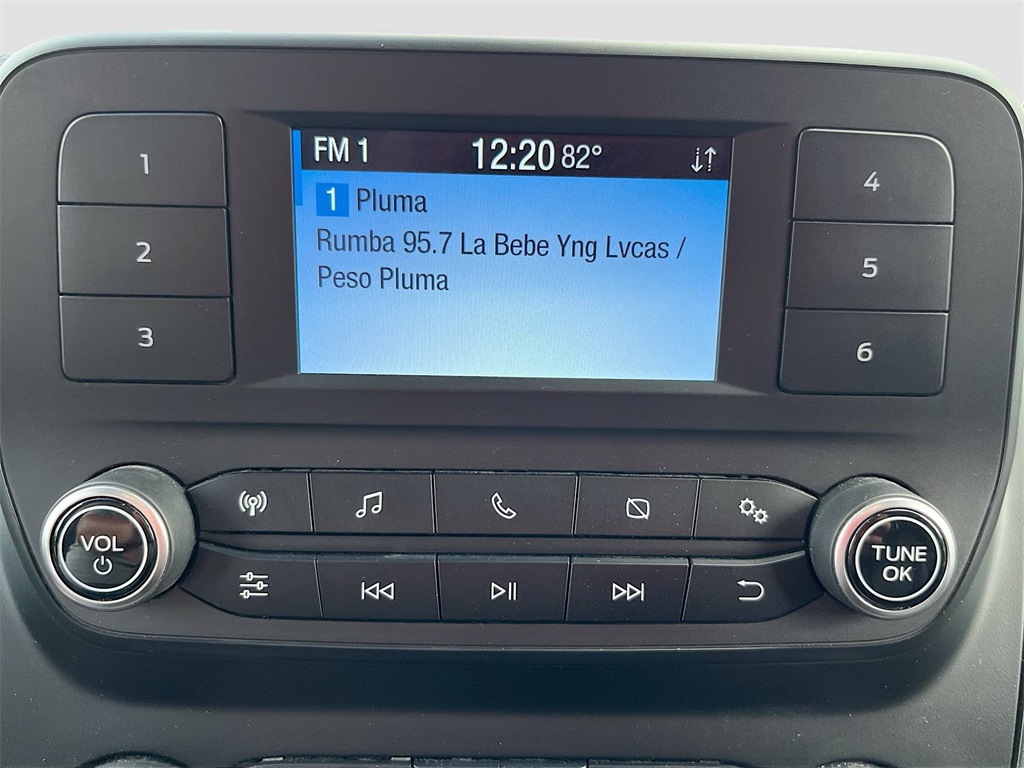 FM 1 12:20 82°
1 Pluma
Rumba 95.7 La Bebe Yng Lvcas /
Peso Pluma
1
2
3
4
5
6
VOL
TUNE
OK